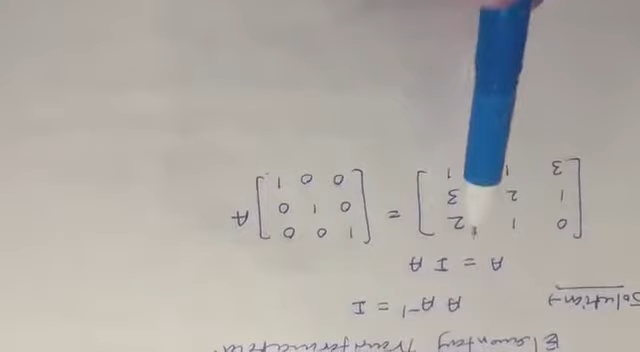 Elementary Transformation
A A⁻¹ = I
Solution →
A = I A
[0 1 2] = [1 0 0] A
[1 2 3] [0 1 0]
[3 1 1] [0 0 1]